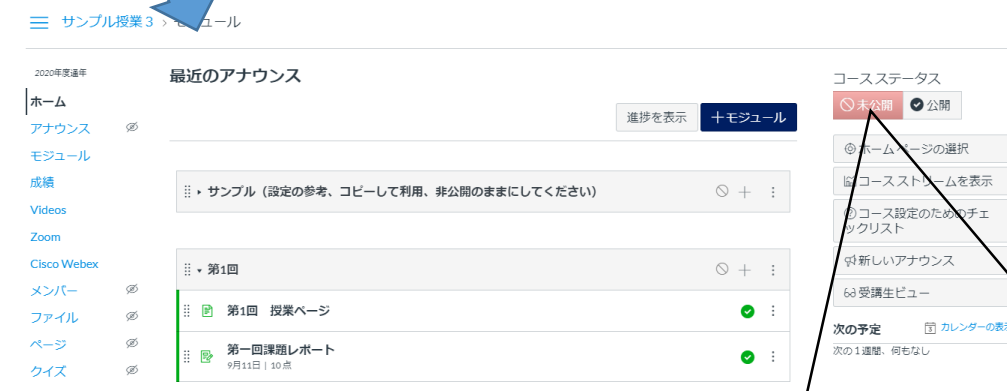 サンプル授業３ › モジュール
2020年度通年
ホーム
アナウンス
モジュール
成績
Videos
Zoom
Cisco Webex
メンバー
ファイル
ページ
クイズ
最近のアナウンス
進捗を表示
＋モジュール
サンプル（設定の参考、コピーして利用、非公開のままにしてください）
第1回
第1回　授業ページ
第一回課題レポート
9月11日 | 10 点
コース ステータス
未公開
公開
ホーム ページの選択
コース ストリームを表示
コース設定のためのチェ
ックリスト
新しいアナウンス
受講生ビュー
次の予定
カレンダーの表示
次の 1 週間、何もなし